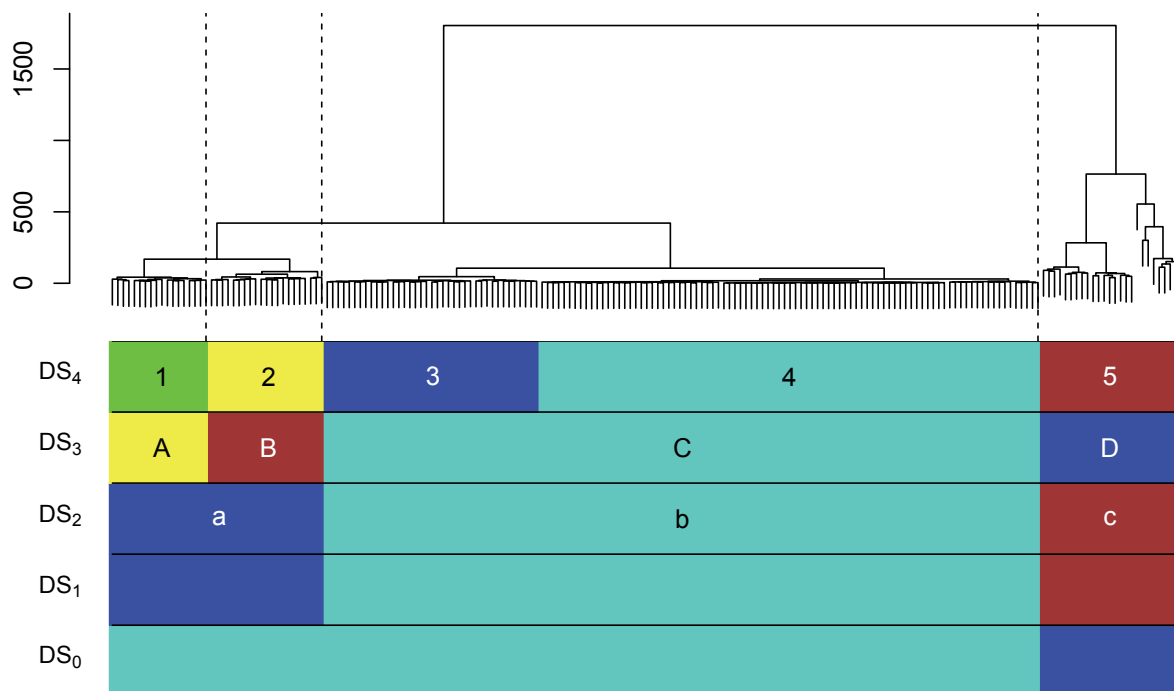 1500
500
0
DS₄ 1 2 3 4 5
DS₃ A B C D
DS₂ a b c
DS₁
DS₀